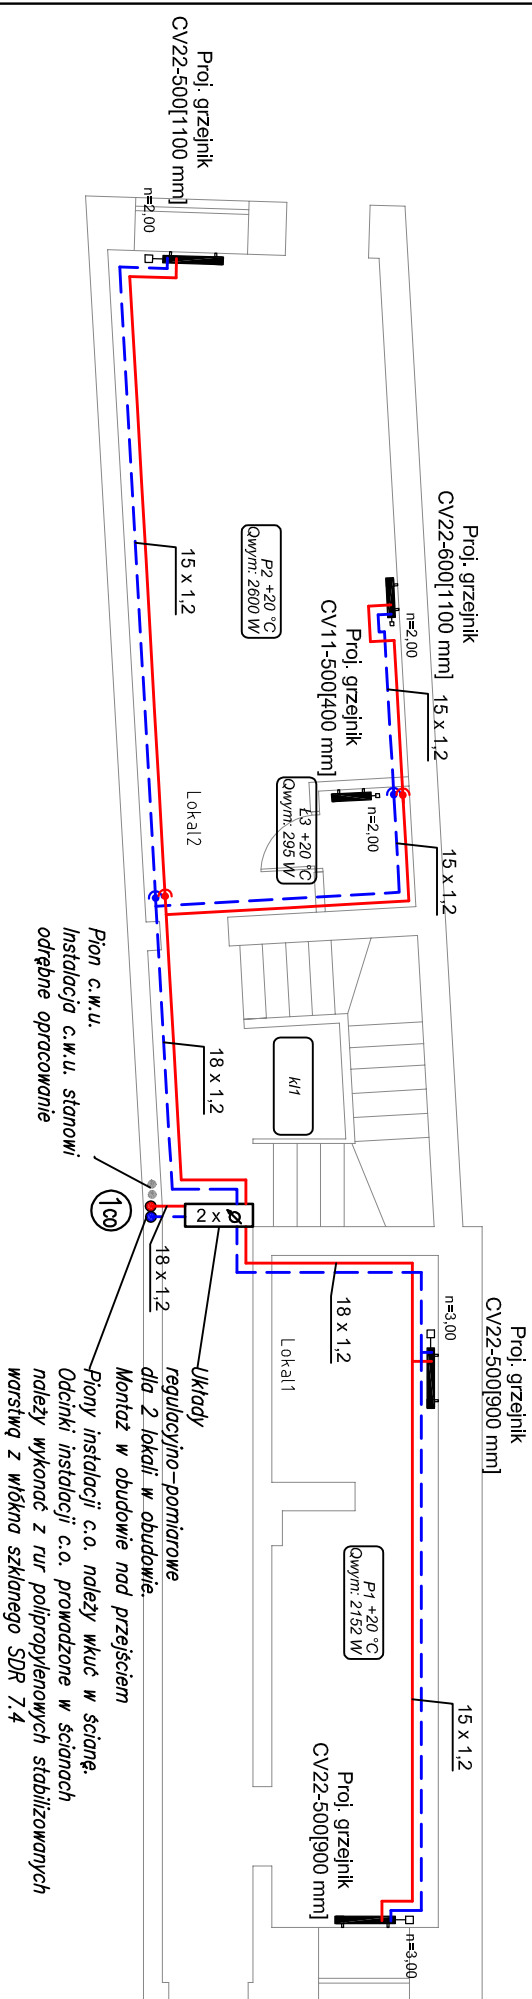 Proj. grzejnik
CV22-500[1100 mm]
n=2,00
15 x 1,2
P2 +20 °C
Qwym: 2600 W
Proj. grzejnik
CV22-600[1100 mm]
n=2,00
15 x 1,2
Proj. grzejnik
CV11-500[400 mm]
n=2,00
Ł3 +20 °C
Qwym: 295 W
15 x 1,2
Lokal2
18 x 1,2
kl1
Pion c.w.u.
Instalacja c.w.u. stanowi
odrębne opracowanie
1co
2 x Ø
18 x 1,2
18 x 1,2
Układy
regulacyjno-pomiarowe
dla 2 lokali w obudowie.
Montaż w obudowie nad przejściem
Piony instalacji c.o. należy wkuć w ścianę.
Odcinki instalacji c.o. prowadzone w ścianach
należy wykonać z rur polipropylenowych stabilizowanych
warstwą z włókna szklanego SDR 7.4
Lokal1
n=3,00
Proj. grzejnik
CV22-500[900 mm]
P1 +20 °C
Qwym: 2152 W
15 x 1,2
Proj. grzejnik
CV22-500[900 mm]
n=3,00